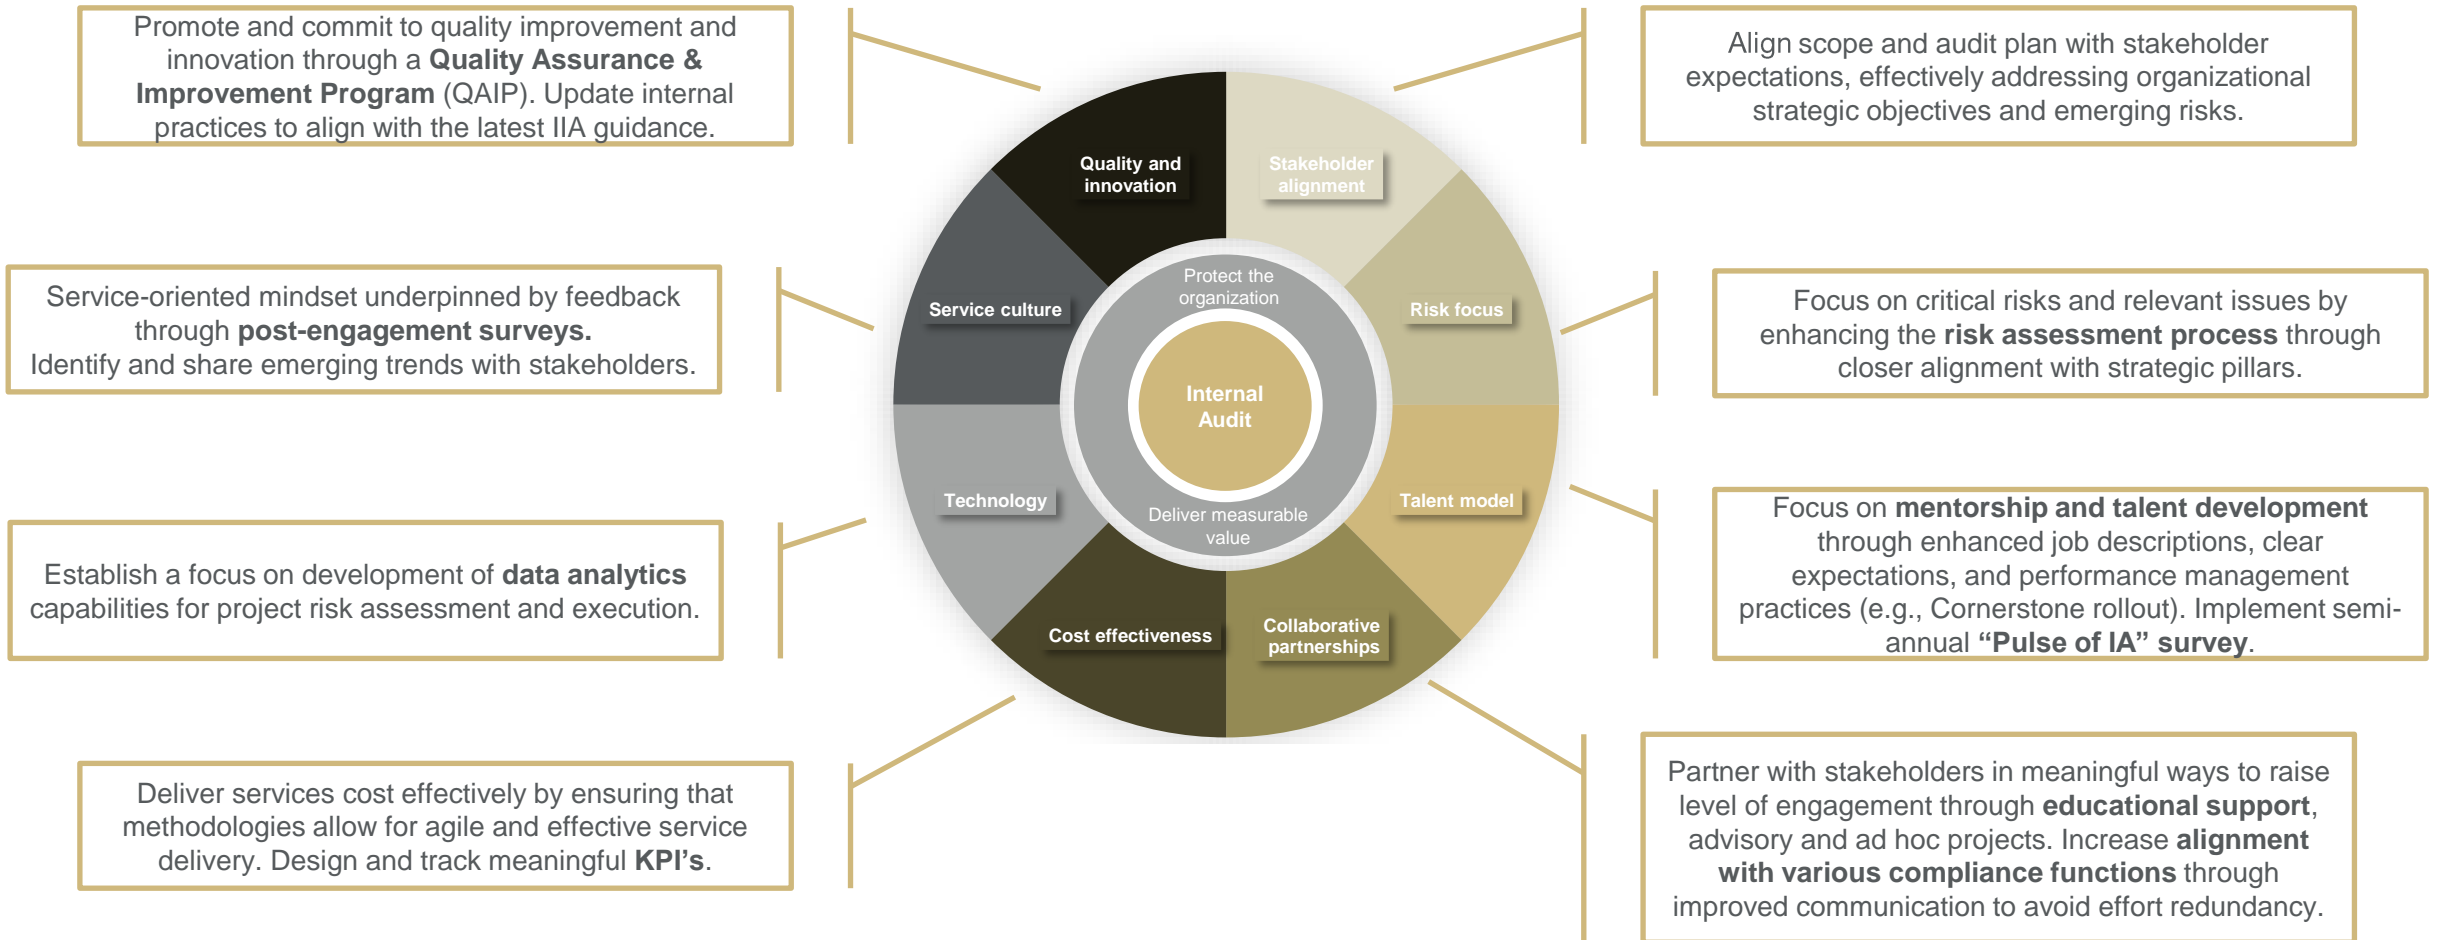 Promote and commit to quality improvement and
innovation through a Quality Assurance &
Improvement Program (QAIP). Update internal
practices to align with the latest IIA guidance.
Align scope and audit plan with stakeholder
expectations, effectively addressing organizational
strategic objectives and emerging risks.
Quality and
innovation
Stakeholder
alignment
Service-oriented mindset underpinned by feedback
through post-engagement surveys.
Identify and share emerging trends with stakeholders.
Service culture
Protect the
organization
Risk focus
Focus on critical risks and relevant issues by
enhancing the risk assessment process through
closer alignment with strategic pillars.
Internal
Audit
Establish a focus on development of data analytics
capabilities for project risk assessment and execution.
Technology
Deliver measurable
value
Talent model
Focus on mentorship and talent development
through enhanced job descriptions, clear
expectations, and performance management
practices (e.g., Cornerstone rollout). Implement semi-
annual “Pulse of IA” survey.
Cost effectiveness
Collaborative
partnerships
Deliver services cost effectively by ensuring that
methodologies allow for agile and effective service
delivery. Design and track meaningful KPI’s.
Partner with stakeholders in meaningful ways to raise
level of engagement through educational support,
advisory and ad hoc projects. Increase alignment
with various compliance functions through
improved communication to avoid effort redundancy.